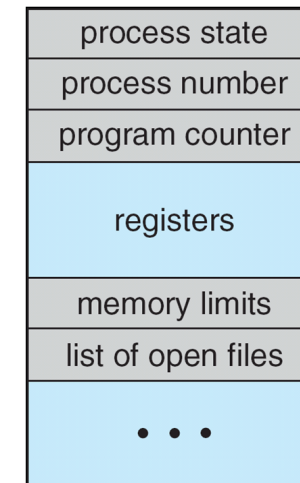 process state
process number
program counter
registers
memory limits
list of open files
• • •